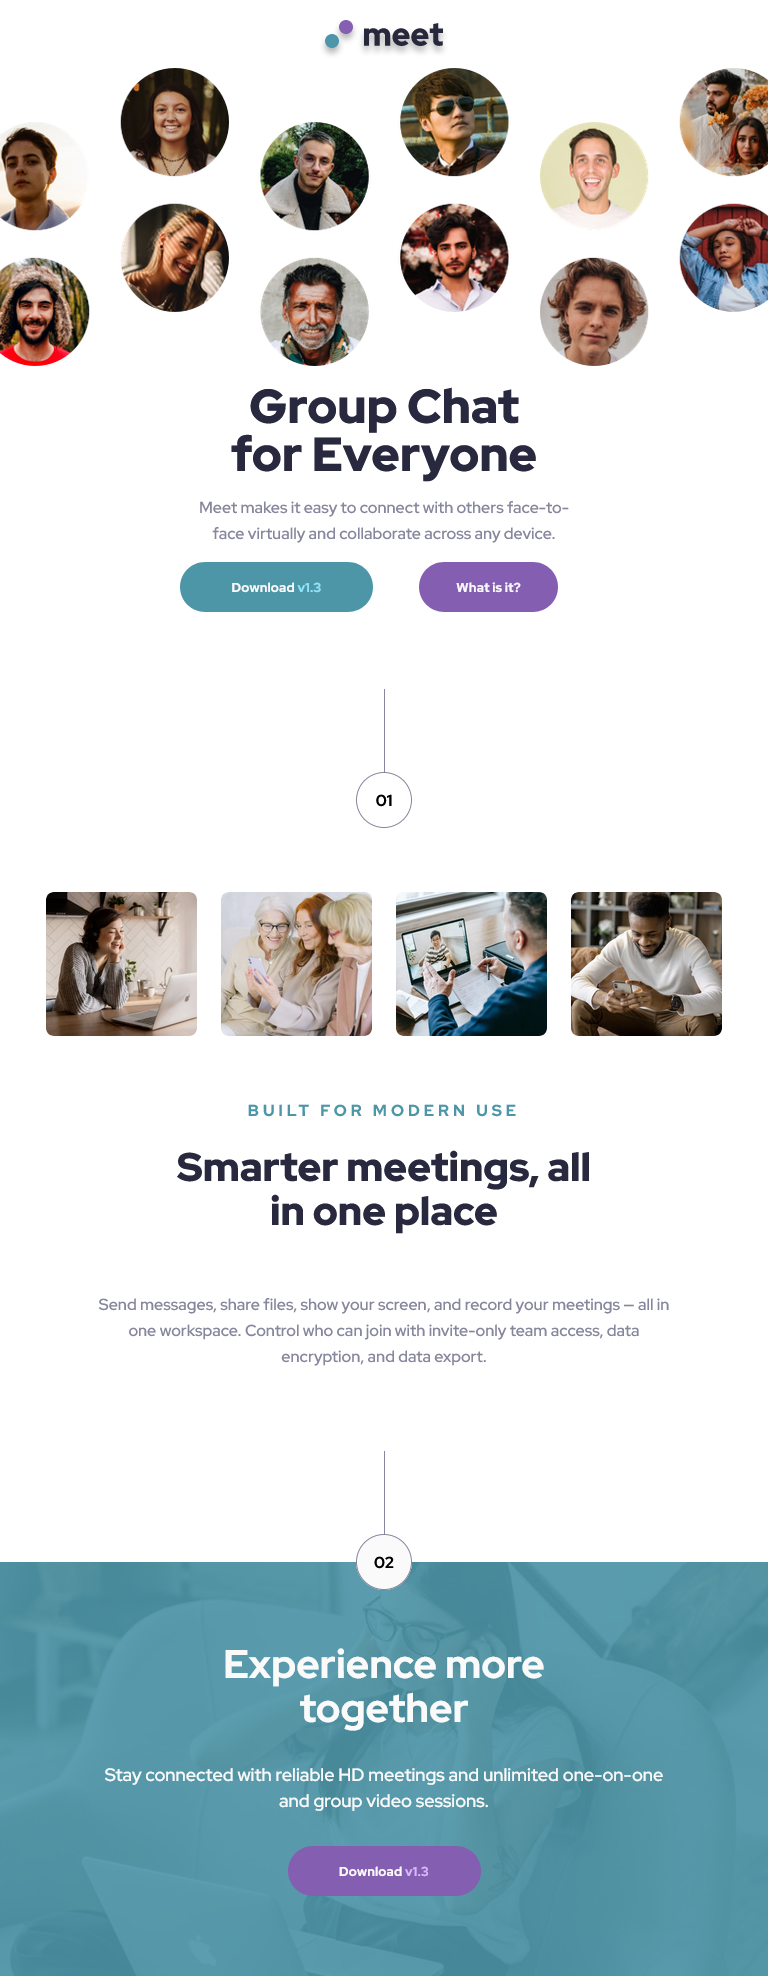 meet
Group Chat
for Everyone
Meet makes it easy to connect with others face-to-
face virtually and collaborate across any device.
Download v1.3
What is it?
01
BUILT FOR MODERN USE
Smarter meetings, all
in one place
Send messages, share files, show your screen, and record your meetings — all in
one workspace. Control who can join with invite-only team access, data
encryption, and data export.
02
Experience more
together
Stay connected with reliable HD meetings and unlimited one-on-one
and group video sessions.
Download v1.3